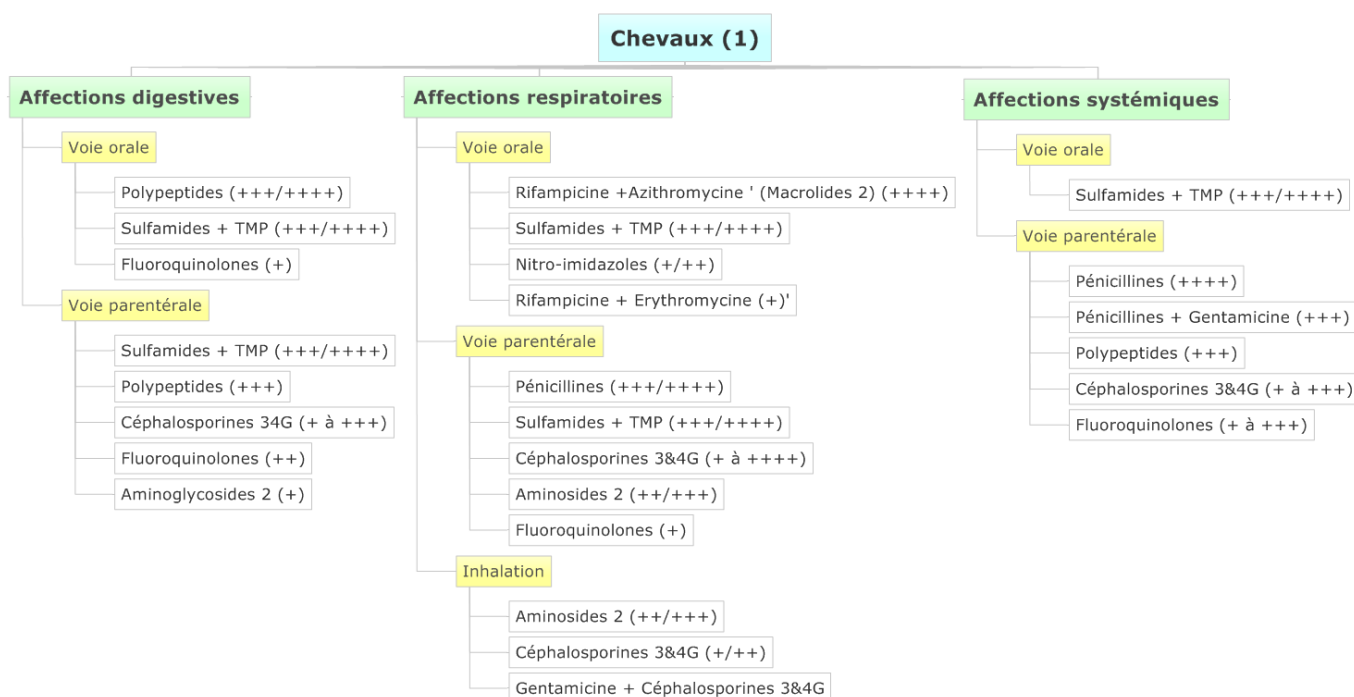 Chevaux (1)
Affections digestives
Voie orale
Polypeptides (+++/++++)
Sulfamides + TMP (+++/++++)
Fluoroquinolones (+)
Voie parentérale
Sulfamides + TMP (+++/++++)
Polypeptides (+++)
Céphalosporines 34G (+ à +++)
Fluoroquinolones (++)
Aminoglycosides 2 (+)
Affections respiratoires
Voie orale
Rifampicine +Azithromycine ' (Macrolides 2) (++++)
Sulfamides + TMP (+++/++++)
Nitro-imidazoles (+/++)
Rifampicine + Erythromycine (+)'
Voie parentérale
Pénicillines (+++/++++)
Sulfamides + TMP (+++/++++)
Céphalosporines 3&4G (+ à ++++)
Aminosides 2 (++/+++)
Fluoroquinolones (+)
Inhalation
Aminosides 2 (++/+++)
Céphalosporines 3&4G (+/++)
Gentamicine + Céphalosporines 3&4G
Affections systémiques
Voie orale
Sulfamides + TMP (+++/++++)
Voie parentérale
Pénicillines (++++)
Pénicillines + Gentamicine (+++)
Polypeptides (+++)
Céphalosporines 3&4G (+ à +++)
Fluoroquinolones (+ à +++)